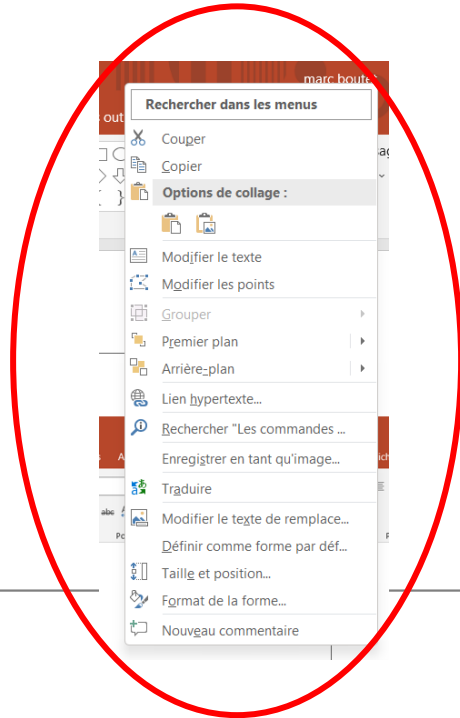 marc boute
Rechercher dans les menus
out
Couper
Copier
Options de collage :
Modifier le texte
Modifier les points
Grouper
Premier plan
Arrière-plan
Lien hypertexte...
Rechercher "Les commandes ...
Enregistrer en tant qu'image...
Traduire
Modifier le texte de remplace...
Définir comme forme par déf...
Taille et position...
Format de la forme...
Nouveau commentaire